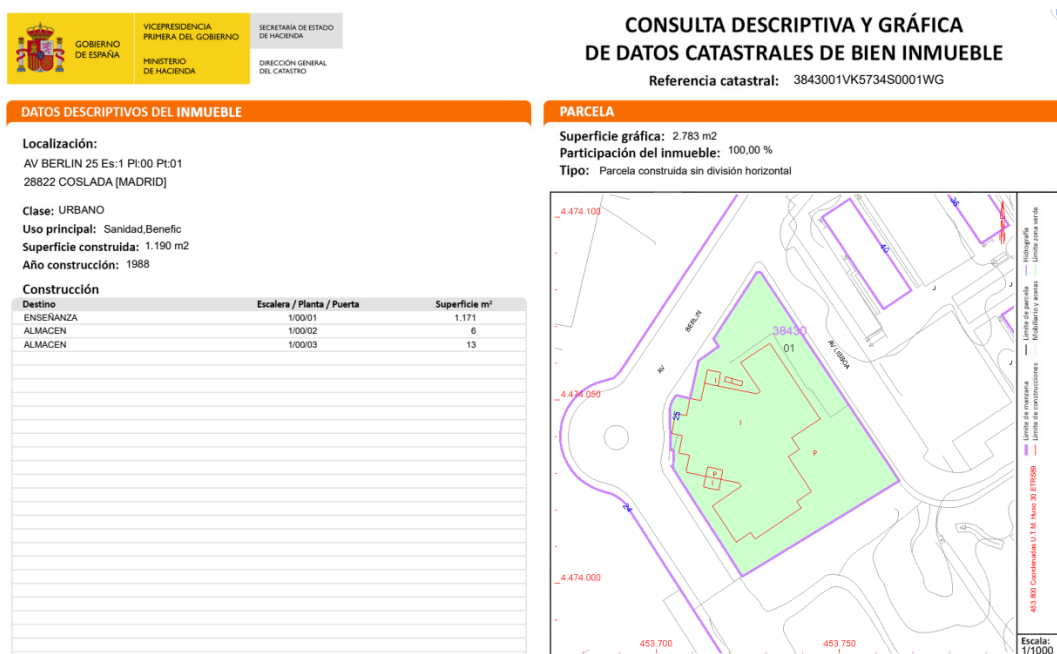 GOBIERNO
DE ESPAÑA
VICEPRESIDENCIA
PRIMERA DEL GOBIERNO
MINISTERIO
DE HACIENDA
SECRETARÍA DE ESTADO
DE HACIENDA
DIRECCIÓN GENERAL
DEL CATASTRO
CONSULTA DESCRIPTIVA Y GRÁFICA
DE DATOS CATASTRALES DE BIEN INMUEBLE
Referencia catastral: 3843001VK5734S0001WG
DATOS DESCRIPTIVOS DEL INMUEBLE
Localización:
AV BERLIN 25 Es:1 Pl:00 Pt:01
28822 COSLADA [MADRID]
Clase: URBANO
Uso principal: Sanidad,Benefic
Superficie construida: 1.190 m2
Año construcción: 1988
Construcción
Destino Escalera / Planta / Puerta Superficie m²
ENSEÑANZA 1/00/01 1.171
ALMACEN 1/00/02 6
ALMACEN 1/00/03 13
PARCELA
Superficie gráfica: 2.783 m2
Participación del inmueble: 100,00 %
Tipo: Parcela construida sin división horizontal
4.474.100
36
40
J
BERLIN
AV
38430
01
AV LISBOA
J
J
4.474.050
25
I
I
I
P
P
I
24
4.474.000
453.700
453.750
Límite de manzana
Límite de parcela
Hidrografía
Límite de construcciones
Mobiliario y aceras
Límite zona verde
453.800 Coordenadas U.T.M. Huso 30 ETRS89
Escala:
1/1000